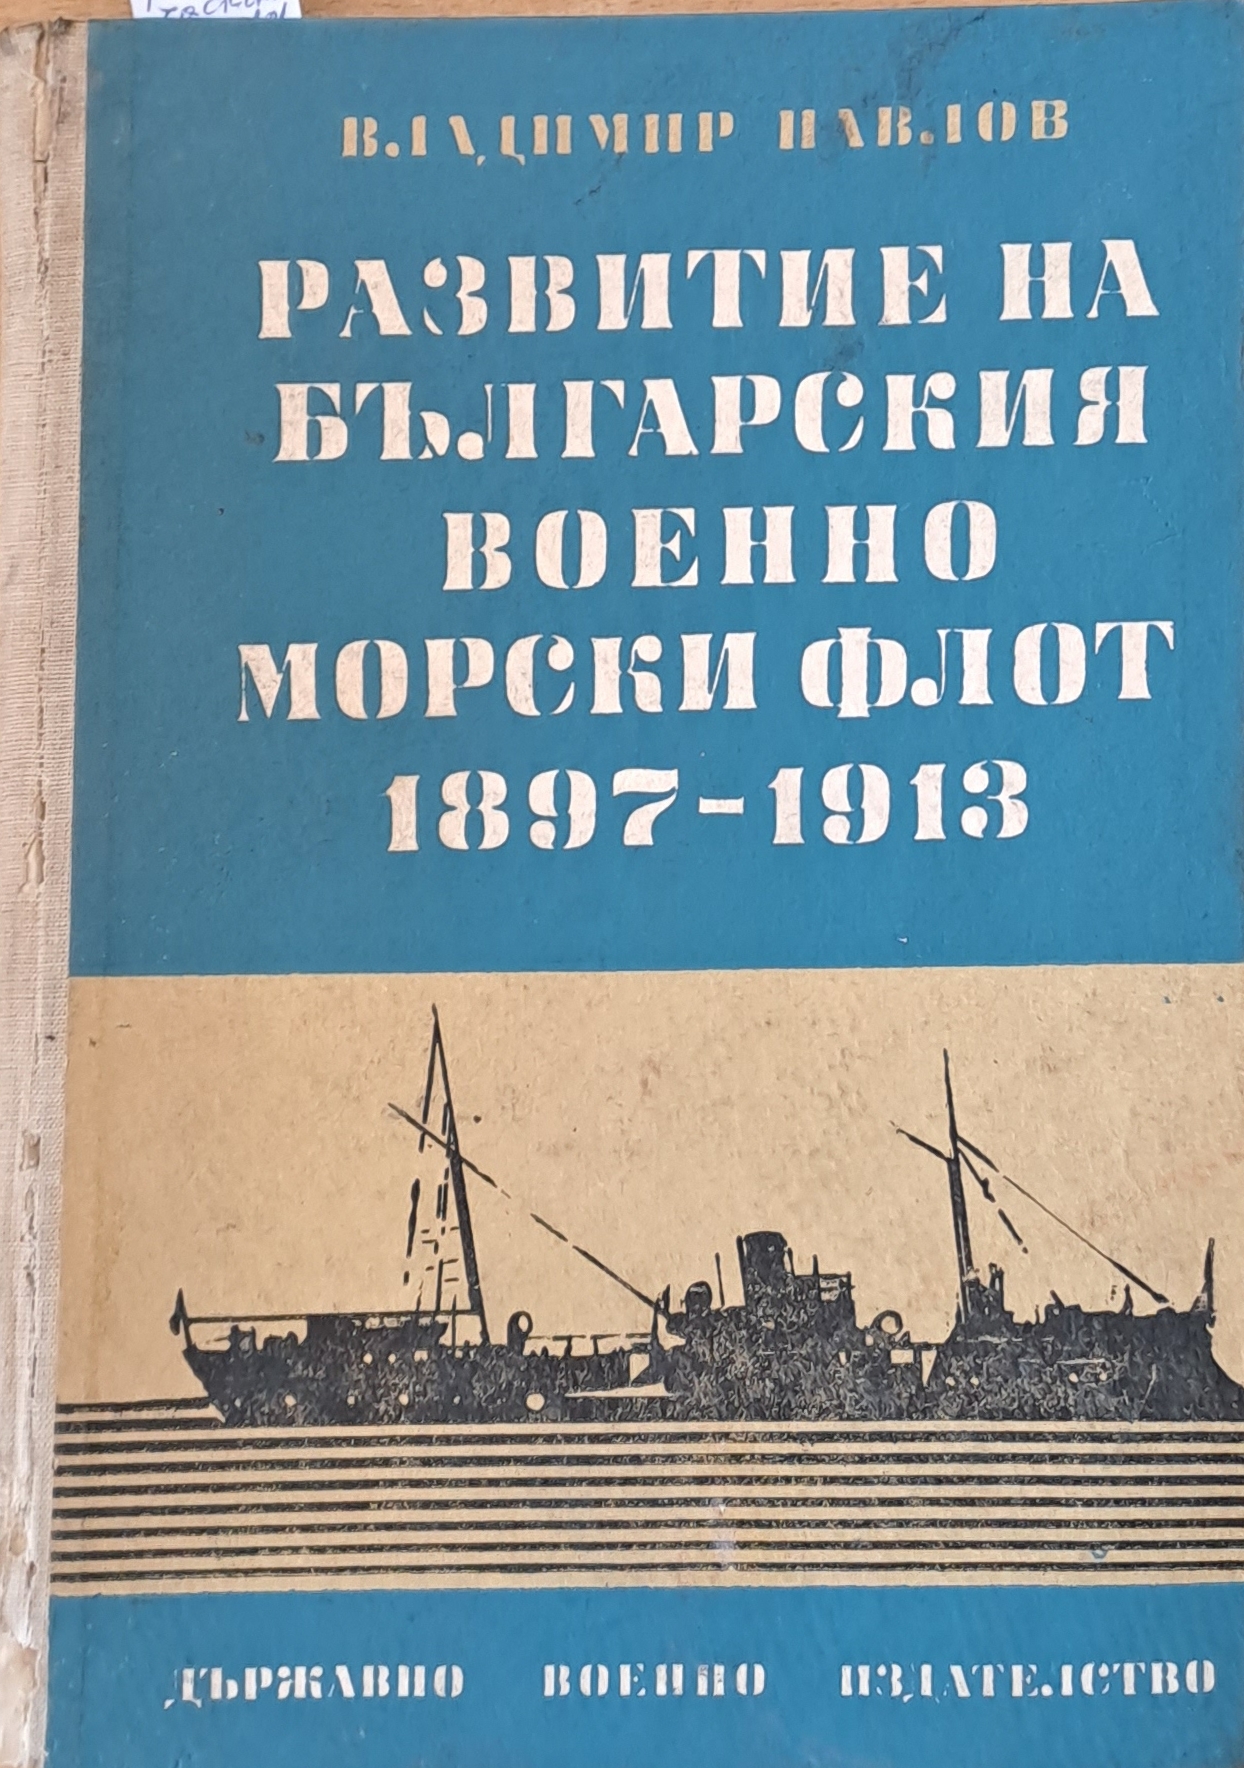 ВЛАДИМИР ПАВЛОВ
РАЗВИТИЕ НА
БЪЛГАРСКИЯ
ВОЕННО
МОРСКИ ФЛОТ
1897-1913
ДЪРЖАВНО ВОЕННО ИЗДАТЕЛСТВО